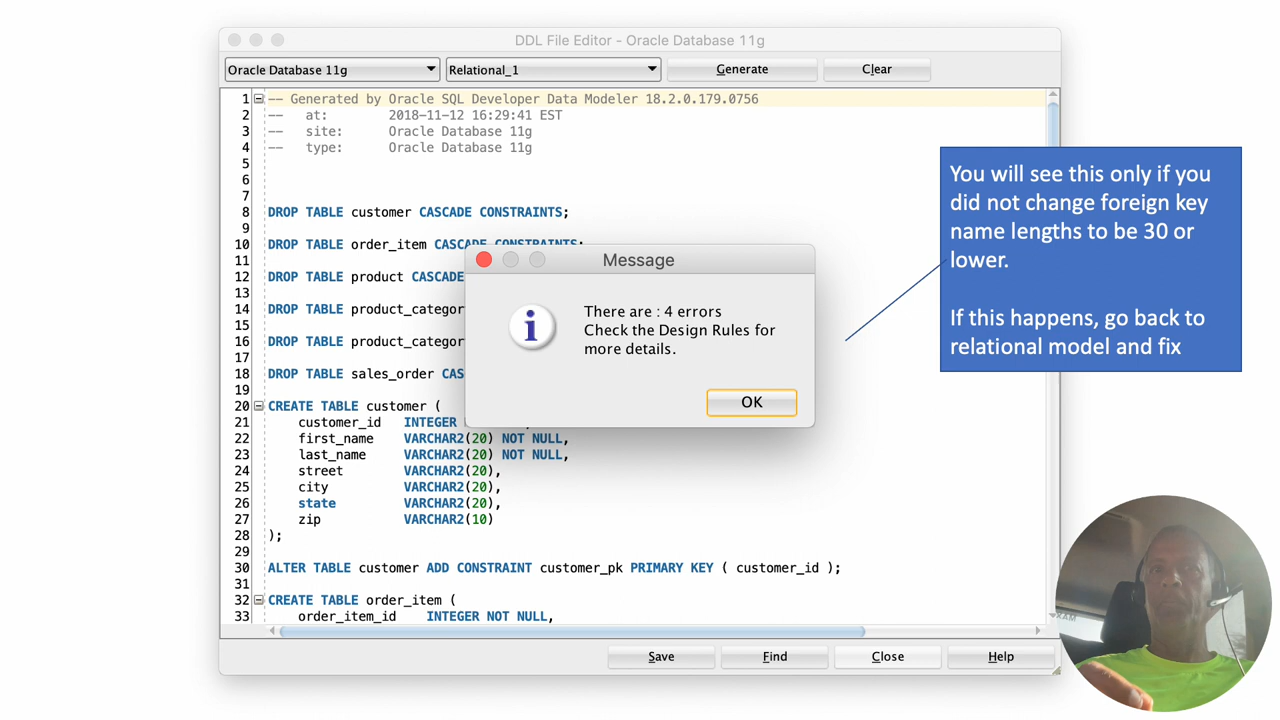 DDL File Editor - Oracle Database 11g
Oracle Database 11g Relational_1 Generate Clear
1 -- Generated by Oracle SQL Developer Data Modeler 18.2.0.179.0756
2 -- at: 2018-11-12 16:29:41 EST
3 -- site: Oracle Database 11g
4 -- type: Oracle Database 11g
5
6
7
8 DROP TABLE customer CASCADE CONSTRAINTS;
9
10 DROP TABLE order_item CASCADE CONSTRAINTS;
11
12 DROP TABLE product CASCADE
13
14 DROP TABLE product_categor
15
16 DROP TABLE product_categor
17
18 DROP TABLE sales_order CAS
19
20 CREATE TABLE customer (
21 customer_id INTEGER
22 first_name VARCHAR2(20) NOT NULL,
23 last_name VARCHAR2(20) NOT NULL,
24 street VARCHAR2(20),
25 city VARCHAR2(20),
26 state VARCHAR2(20),
27 zip VARCHAR2(10)
28 );
29
30 ALTER TABLE customer ADD CONSTRAINT customer_pk PRIMARY KEY ( customer_id );
31
32 CREATE TABLE order_item (
33 order_item_id INTEGER NOT NULL,
Message
There are : 4 errors
Check the Design Rules for
more details.
OK
You will see this only if you
did not change foreign key
name lengths to be 30 or
lower.
If this happens, go back to
relational model and fix
Save Find Close Help